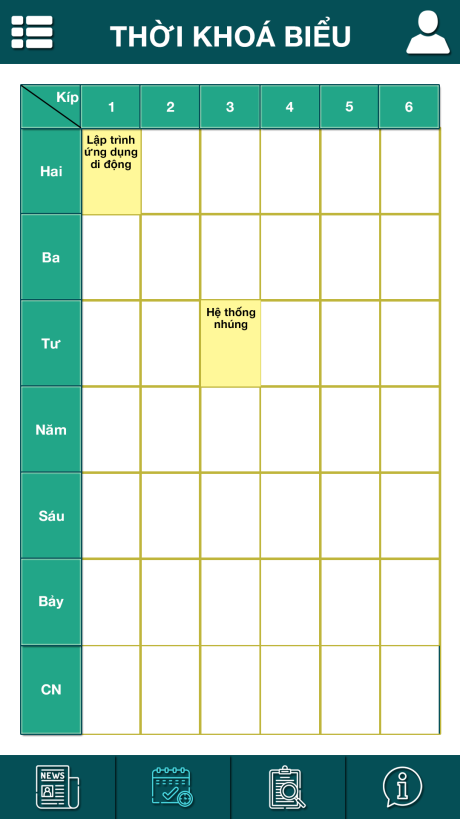 THỜI KHOÁ BIỂU
Kíp
1
2
3
4
5
6
Hai
Lập trình
ứng dụng
di động
Ba
Tư
Hệ thống
nhúng
Năm
Sáu
Bảy
CN
NEWS